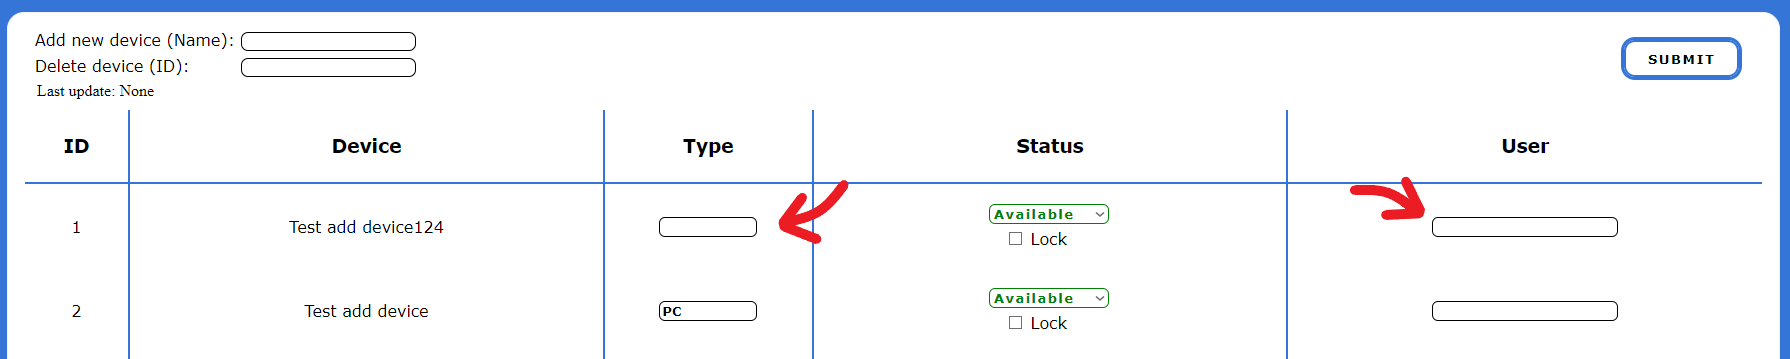 Add new device (Name):
Delete device (ID):
SUBMIT
Last update: None
ID Device Type Status User
1 Test add device124 Available
Lock
2 Test add device PC Available
Lock